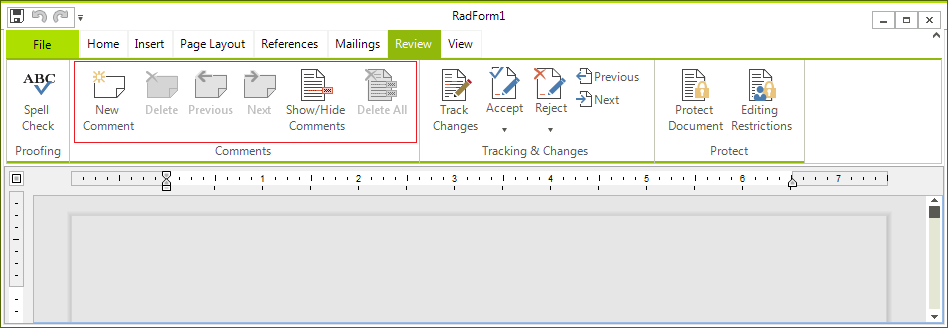 RadForm1
File Home Insert Page Layout References Mailings Review View
ABC
Spell Check
New Comment
Delete
Previous
Next
Show/Hide Comments
Delete All
Track Changes
Accept
Reject
Previous
Next
Protect Document
Editing Restrictions
Proofing Comments Tracking & Changes Protect
1 2 3 4 5 6 7